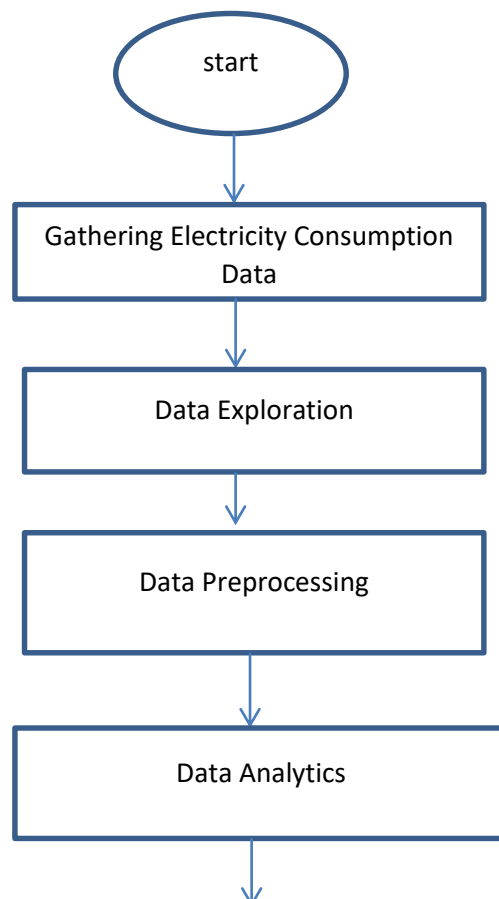 start
Gathering Electricity Consumption
Data
Data Exploration
Data Preprocessing
Data Analytics